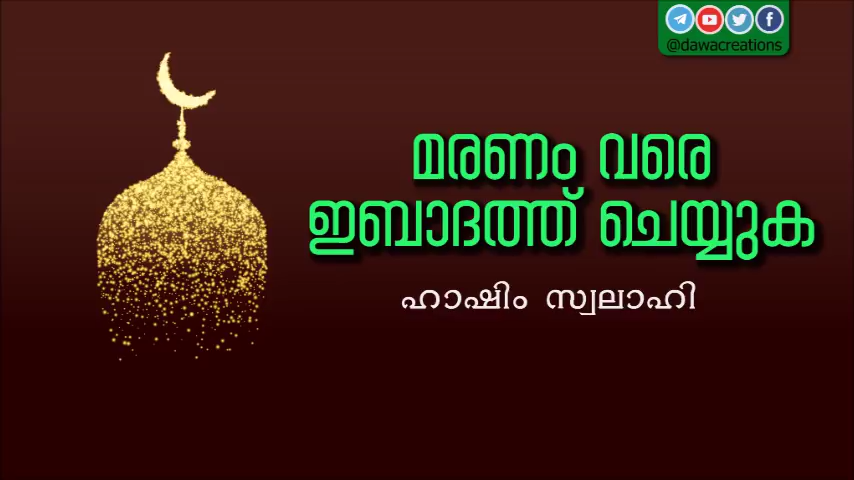 @dawacreations
മരണം വരെ
ഇബാദത്ത് ചെയ്യുക
ഹാഷിം സ്വലാഹി